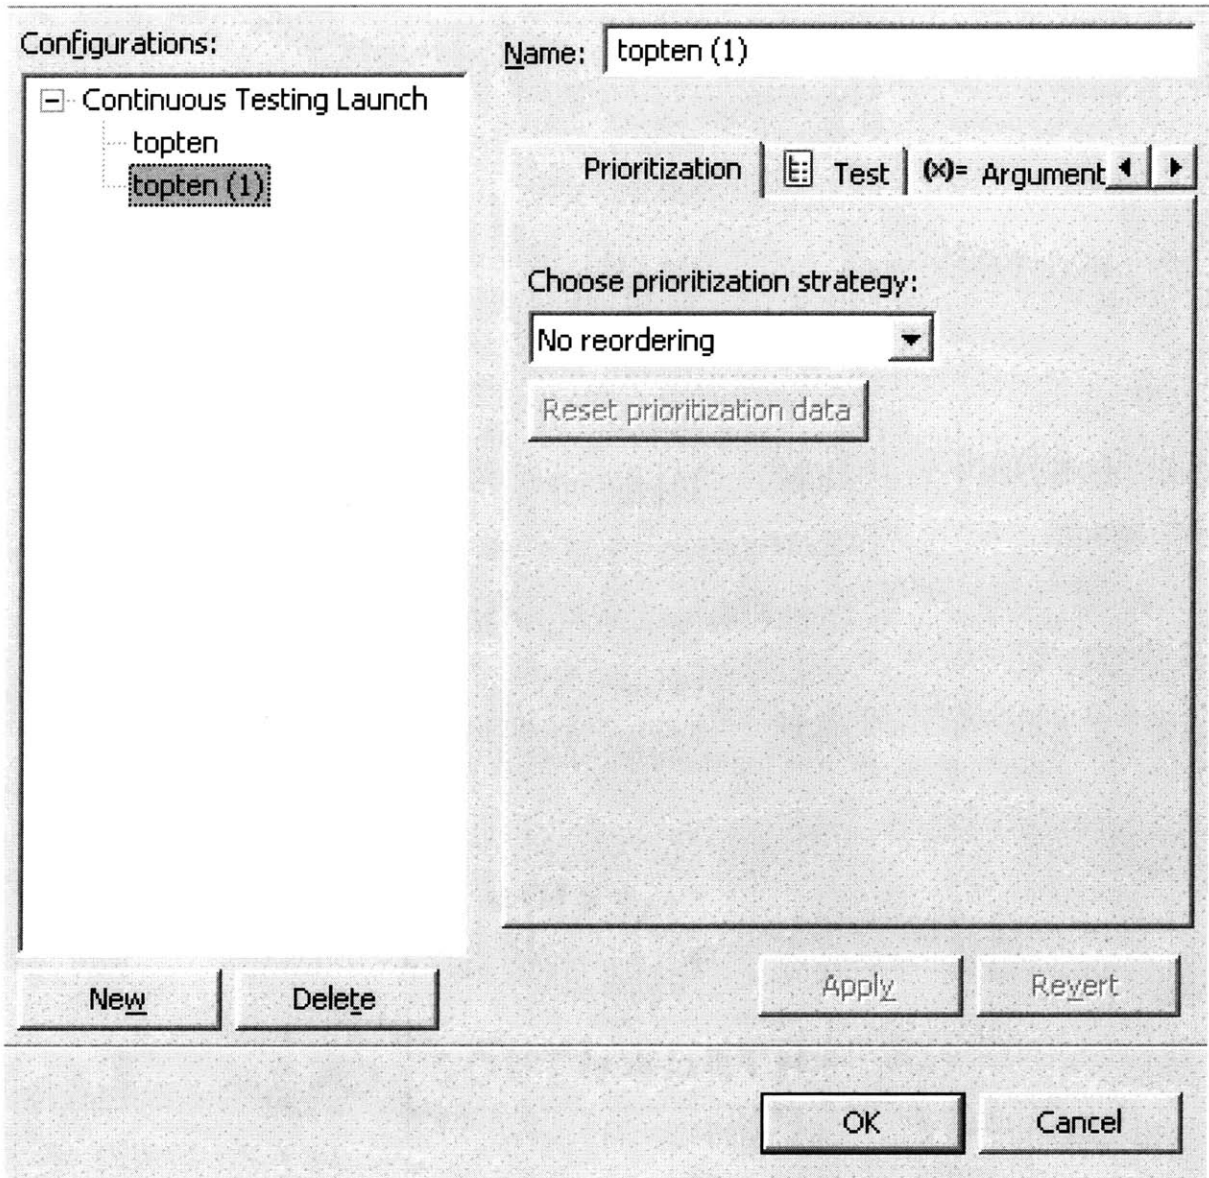 Configurations:
Continuous Testing Launch
topten
topten (1)
New
Delete
Name: topten (1)
Prioritization
Test
(x)= Argument
Choose prioritization strategy:
No reordering
Reset prioritization data
Apply
Revert
OK
Cancel